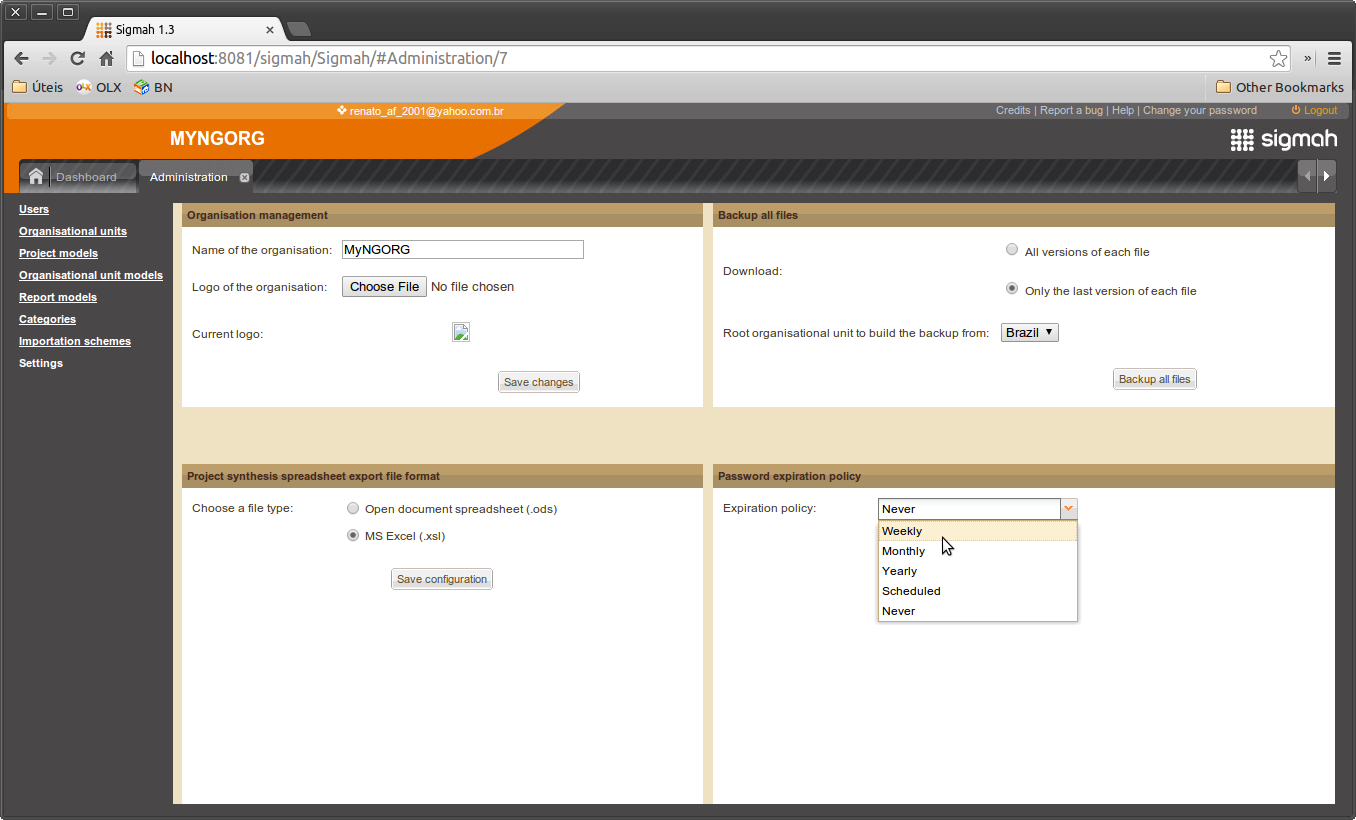 Sigmah 1.3
localhost:8081/sigmah/Sigmah/#Administration/7
Úteis OLX BN Other Bookmarks
renato_af_2001@yahoo.com.br Credits | Report a bug | Help | Change your password Logout
MYNGORG sigmah
Dashboard Administration
Users
Organisational units
Project models
Organisational unit models
Report models
Categories
Importation schemes
Settings
Organisation management
Name of the organisation: MyNGORG
Logo of the organisation: Choose File No file chosen
Current logo:
Save changes
Backup all files
All versions of each file
Download:
Only the last version of each file
Root organisational unit to build the backup from: Brazil
Backup all files
Project synthesis spreadsheet export file format
Choose a file type: Open document spreadsheet (.ods)
MS Excel (.xsl)
Save configuration
Password expiration policy
Expiration policy: Never
Weekly
Monthly
Yearly
Scheduled
Never